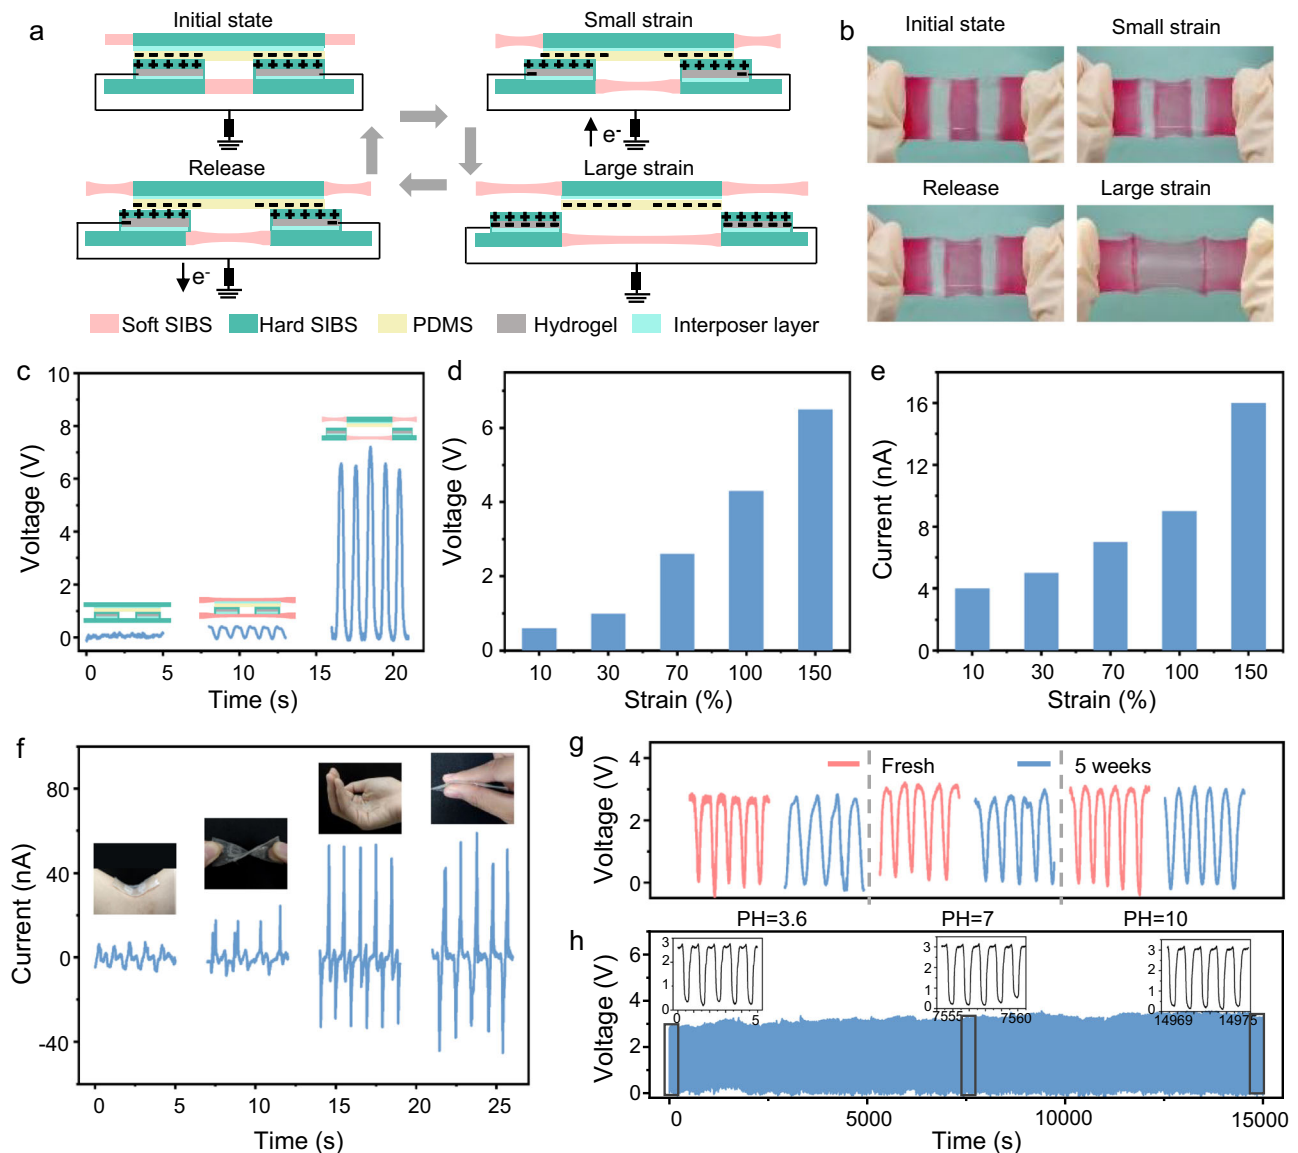 a
Initial state
Small strain
e-
Release
Large strain
e-
Soft SIBS
Hard SIBS
PDMS
Hydrogel
Interposer layer
b
Initial state
Small strain
Release
Large strain
c
Voltage (V)
10
8
6
4
2
0
0 5 10 15 20
Time (s)
d
Voltage (V)
6
4
2
0
10 30 70 100 150
Strain (%)
e
Current (nA)
16
12
8
4
0
10 30 70 100 150
Strain (%)
f
Current (nA)
80
40
0
-40
0 5 10 15 20 25
Time (s)
g
Voltage (V)
4
2
0
Fresh
5 weeks
PH=3.6
PH=7
PH=10
h
Voltage (V)
6
3
0
3
2
1
0
0 5
3
2
1
0
7555 7560
3
2
1
0
14969 14975
0 5000 10000 15000
Time (s)